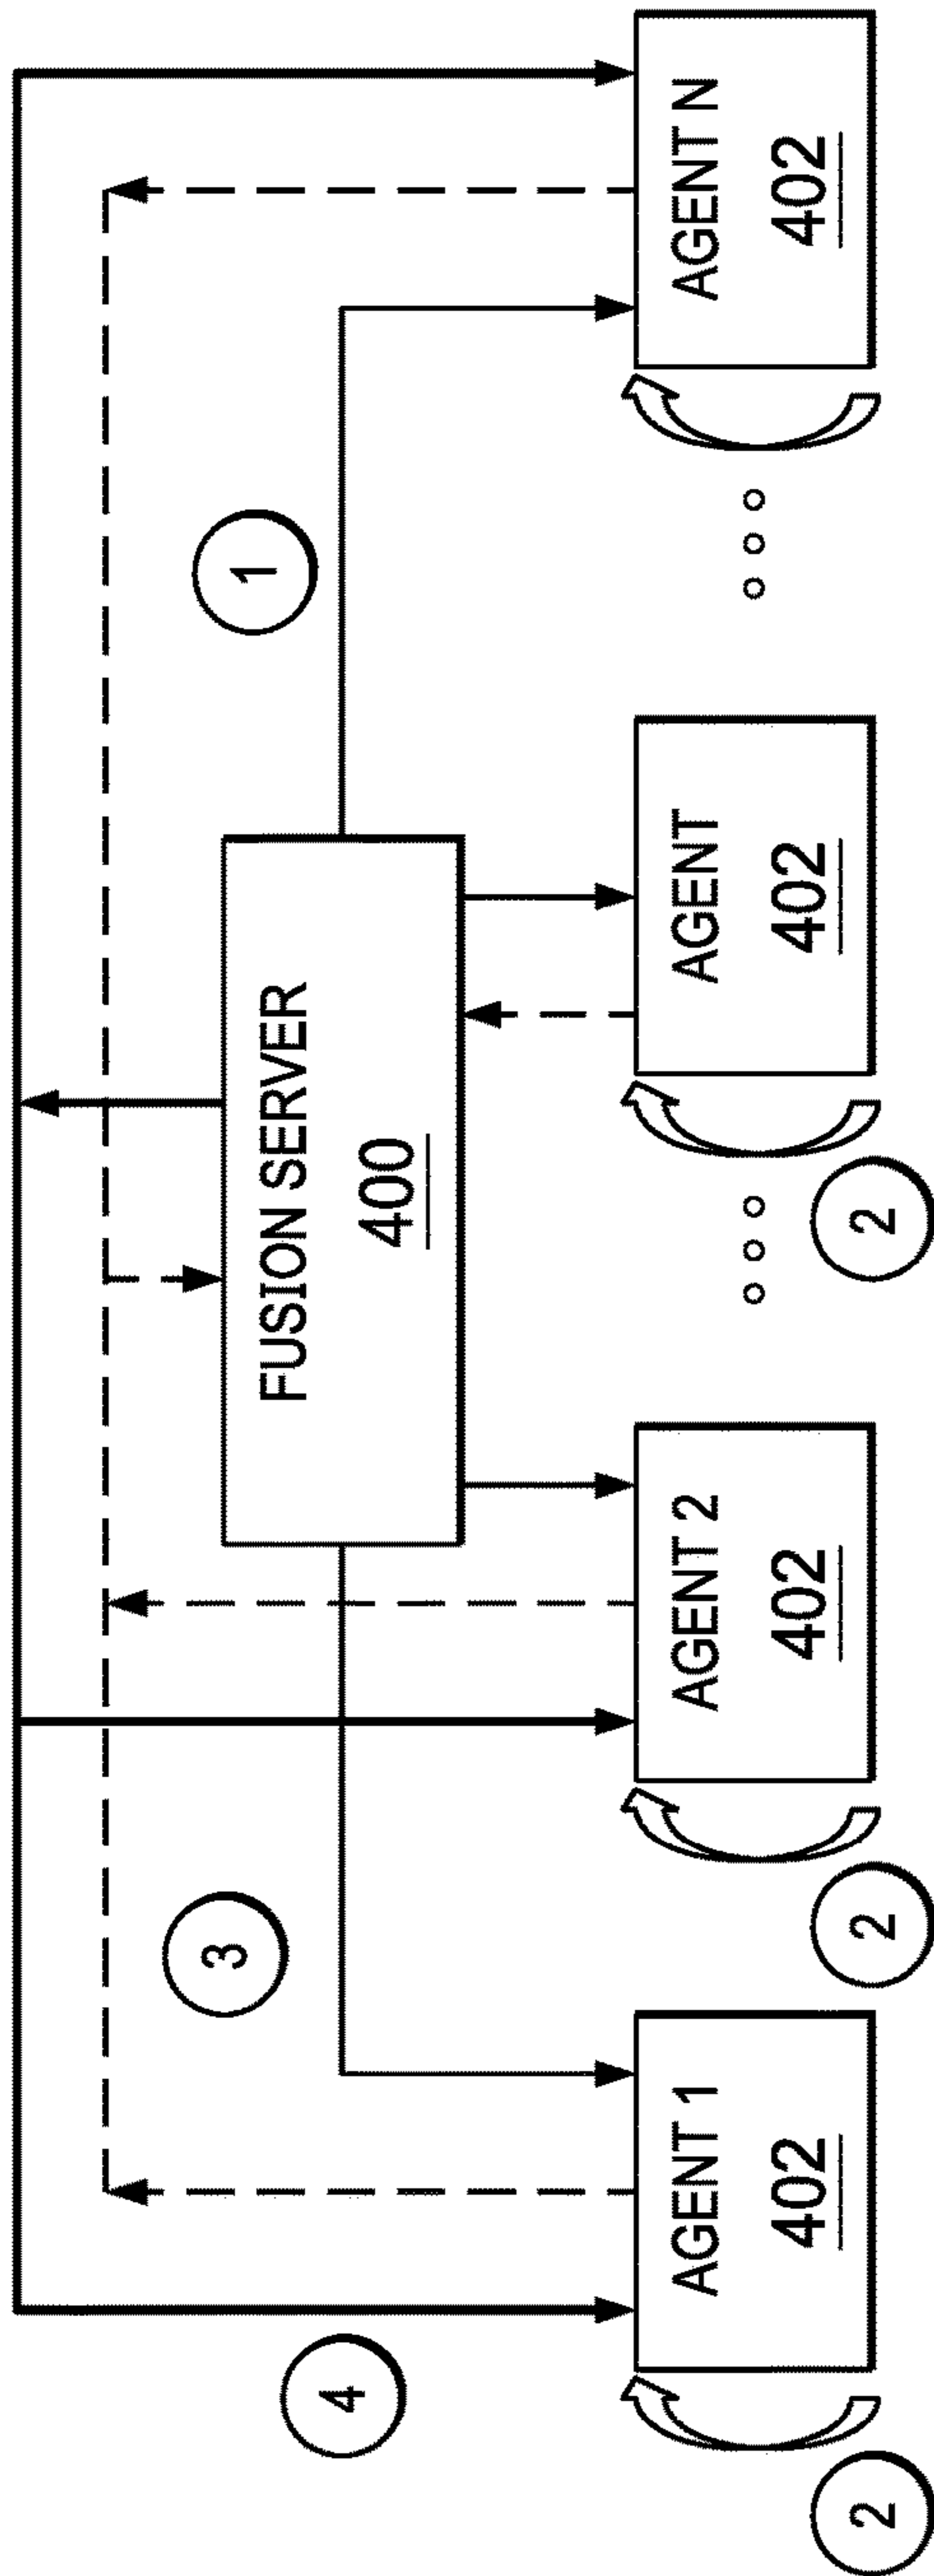 1
3
4
FUSION SERVER
400
AGENT 1
402
AGENT 2
402
AGENT
402
AGENT N
402
2
2
2